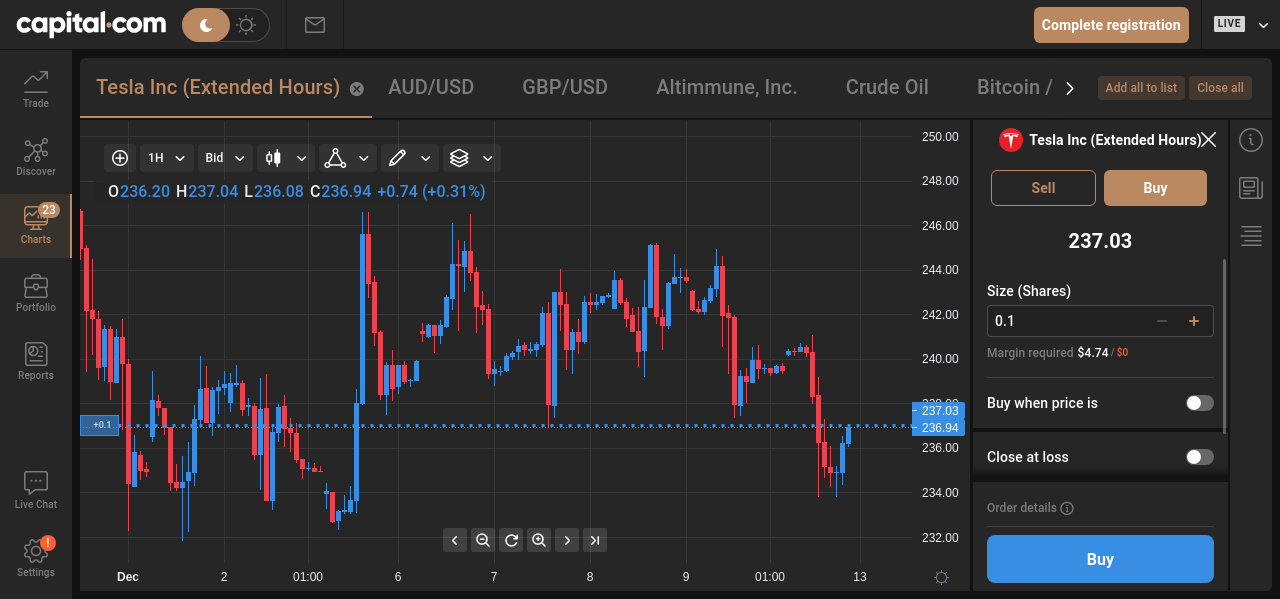 capital.com
Complete registration
LIVE
Trade
Discover
23
Charts
Portfolio
Reports
Live Chat
!
Settings
Tesla Inc (Extended Hours)
AUD/USD
GBP/USD
Altimmune, Inc.
Crude Oil
Bitcoin /
Add all to list
Close all
1H
Bid
O236.20 H237.04 L236.08 C236.94 +0.74 (+0.31%)
250.00
248.00
246.00
244.00
242.00
240.00
237.03
236.94
236.00
234.00
232.00
+0.1
Dec
2
01:00
6
7
8
9
01:00
13
Tesla Inc (Extended Hours)
Sell
Buy
237.03
Size (Shares)
0.1
Margin required $4.74 / $0
Buy when price is
Close at loss
Order details
Buy